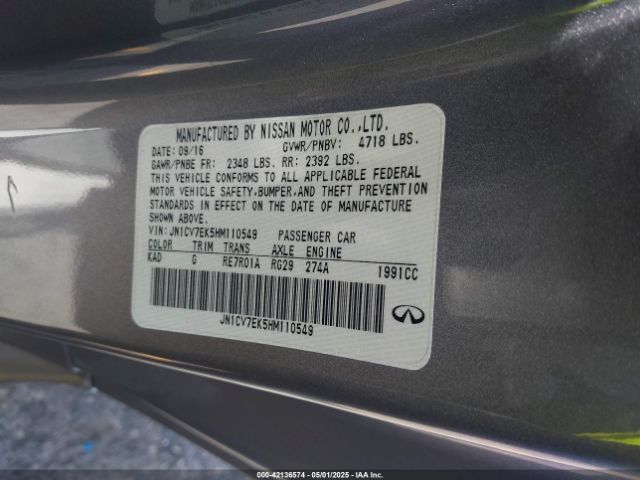 MANUFACTURED BY NISSAN MOTOR CO.,LTD.
DATE: 09/16 GVWR/PNBV: 4718 LBS.
GAWR/PNBE FR: 2348 LBS. RR: 2392 LBS.
THIS VEHICLE CONFORMS TO ALL APPLICABLE FEDERAL
MOTOR VEHICLE SAFETY,BUMPER,AND THEFT PREVENTION
STANDARDS IN EFFECT ON THE DATE OF MANUFACTURE
SHOWN ABOVE.
VIN: JN1CV7EK5HM110549 PASSENGER CAR
COLOR TRIM TRANS AXLE ENGINE
KAD G RE7R01A RG29 274A 1991CC
JN1CV7EK5HM110549
000-42136574 | 05/01/2025 | IAA Inc.